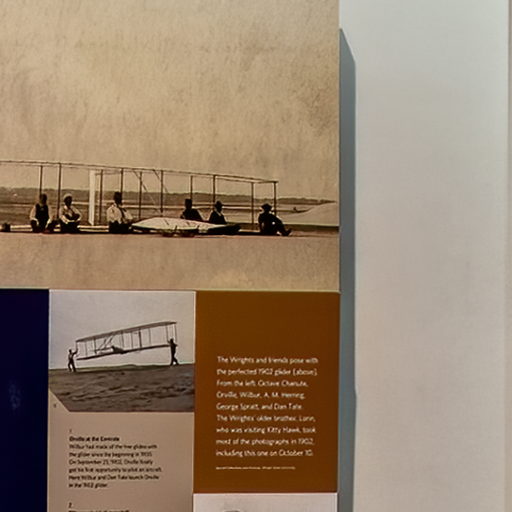 The Wrights and friends pose with
the perfected 1902 glider (above).
From the left: Octave Chanute,
Orville, Wilbur, A. M. Herring,
George Spratt, and Dan Tate.
The Wrights' older brother, Lorin,
who was visiting Kitty Hawk, took
most of the photographs in 1902,
including this one on October 10.
1
Orville at the Controls
Wilbur had made all the free glides with
the glider since the beginning in 1900.
On September 23, 1902, Orville finally
got his first opportunity to pilot an aircraft.
Here Wilbur and Dan Tate launch Orville
in the 1902 glider.
2